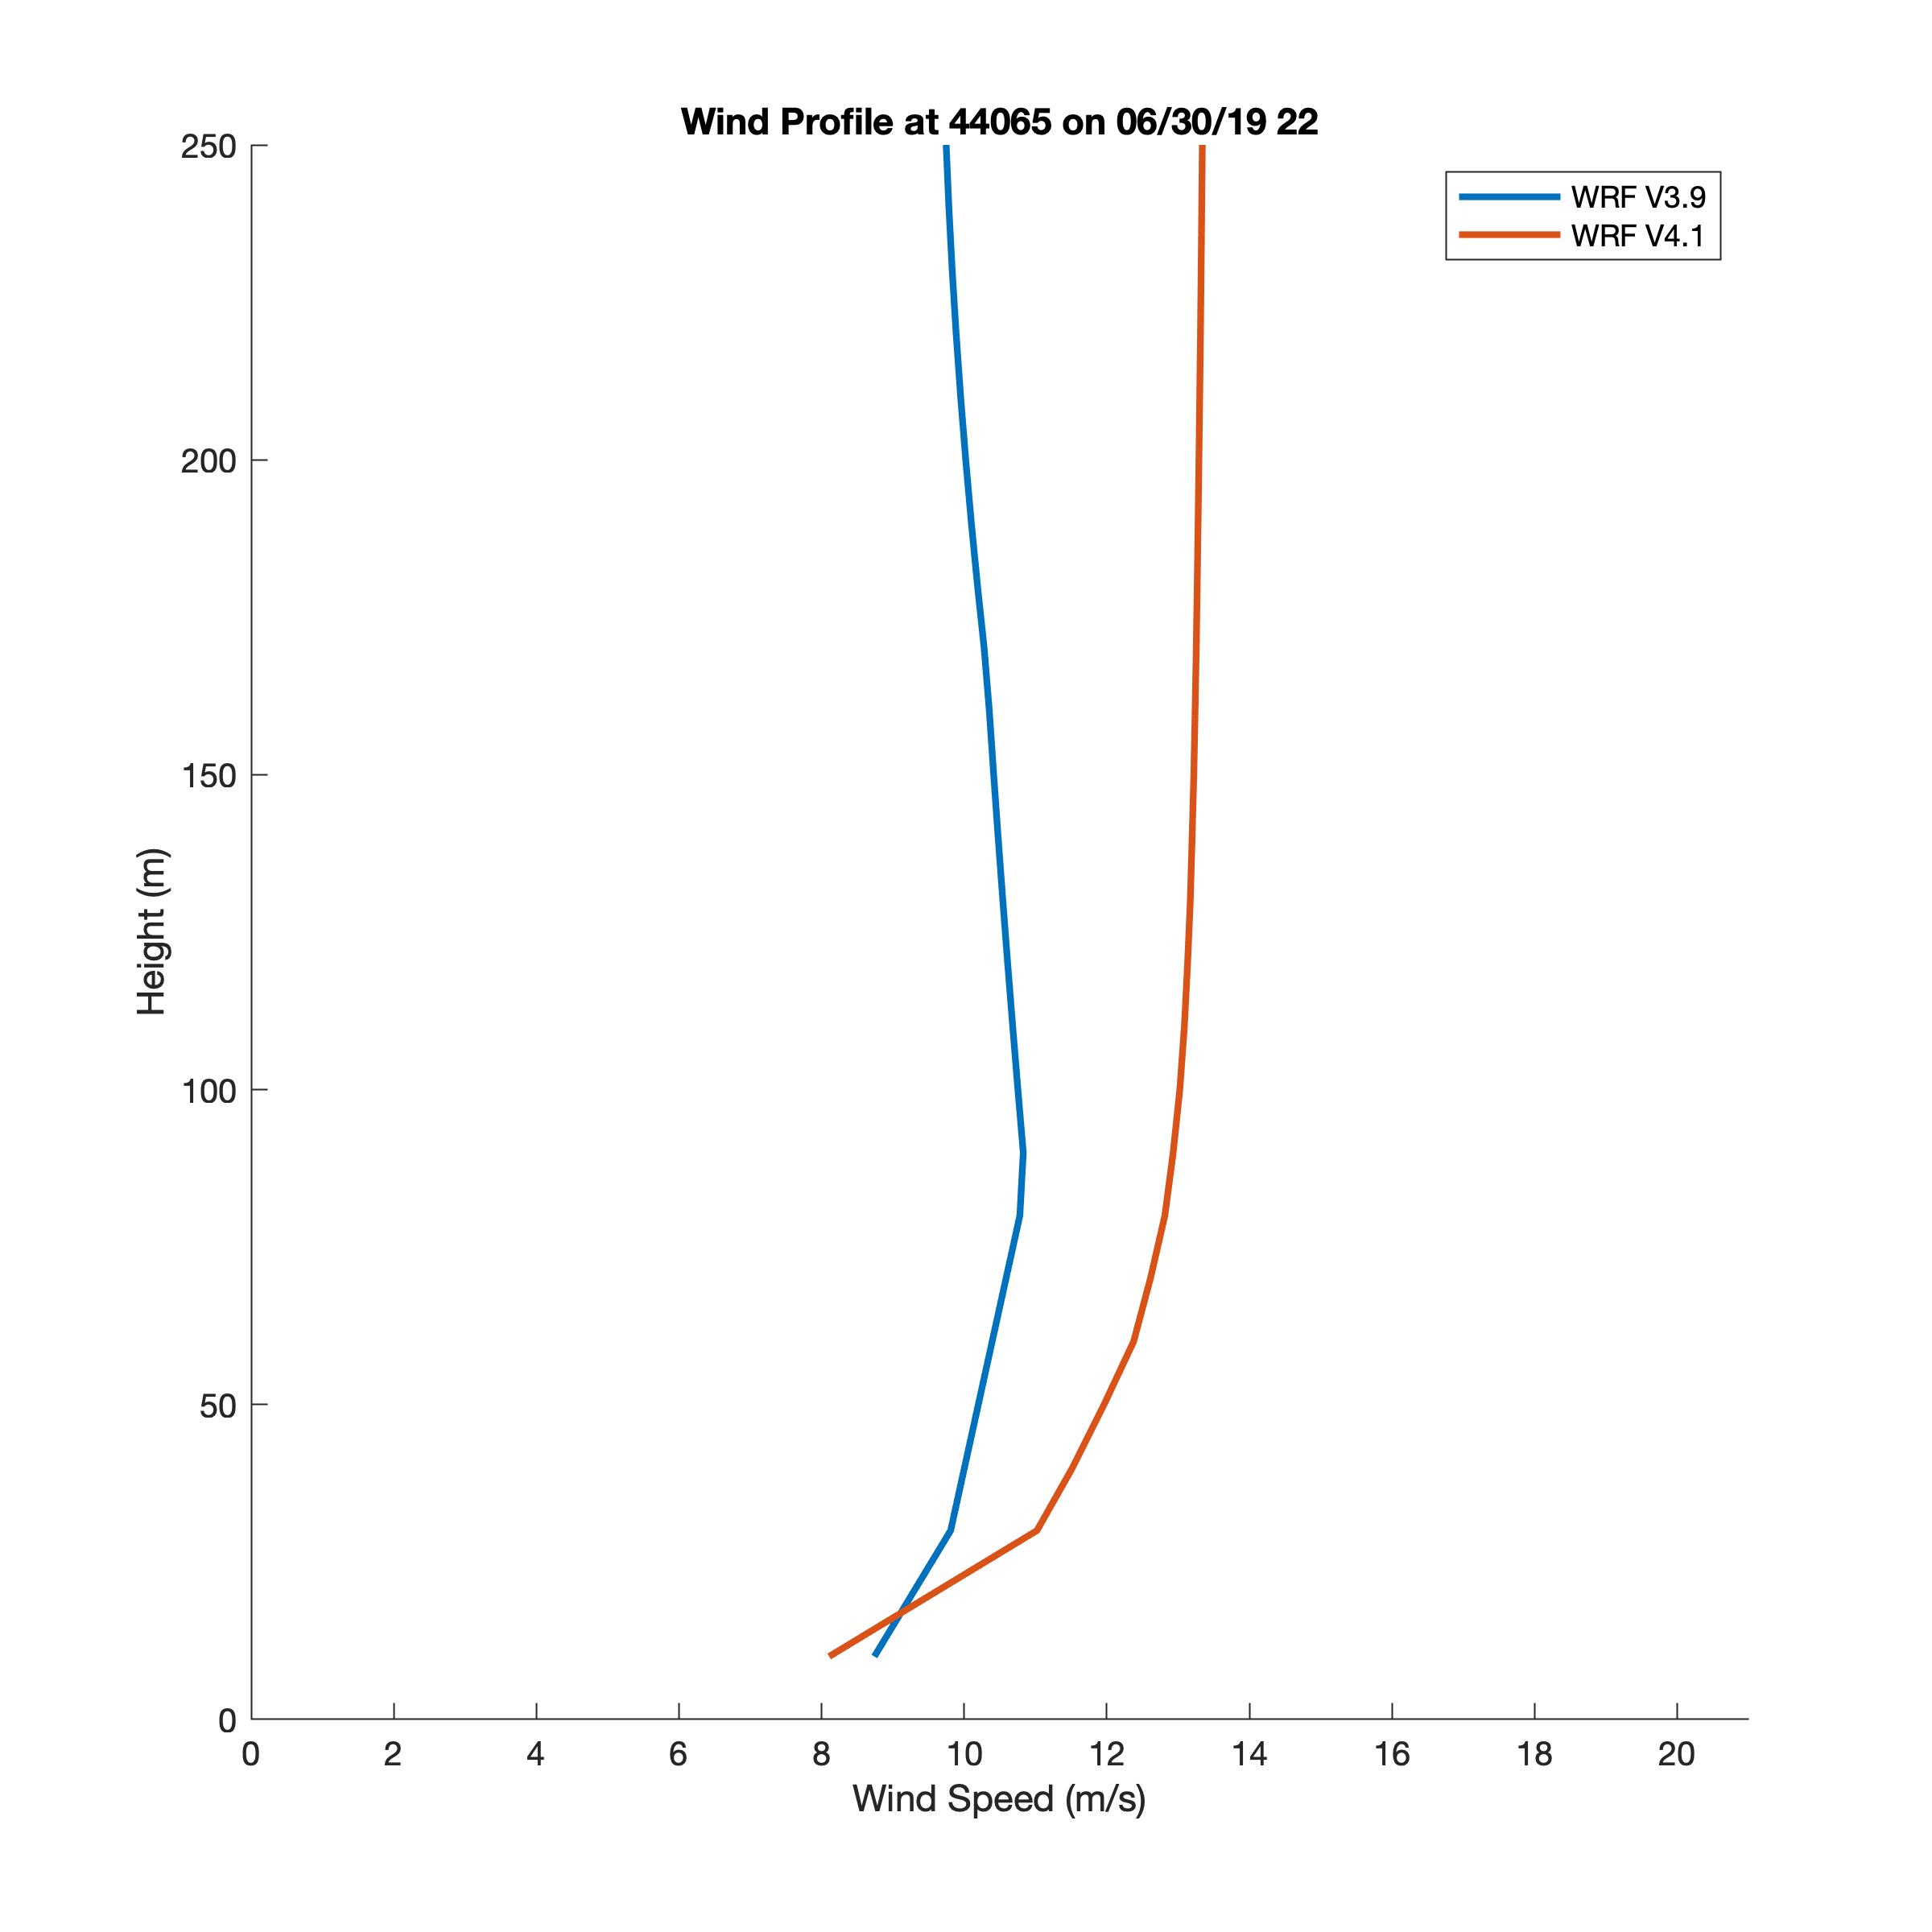 Wind Profile at 44065 on 06/30/19 22
WRF V3.9
WRF V4.1
250
200
150
100
50
0
Height (m)
0 2 4 6 8 10 12 14 16 18 20
Wind Speed (m/s)